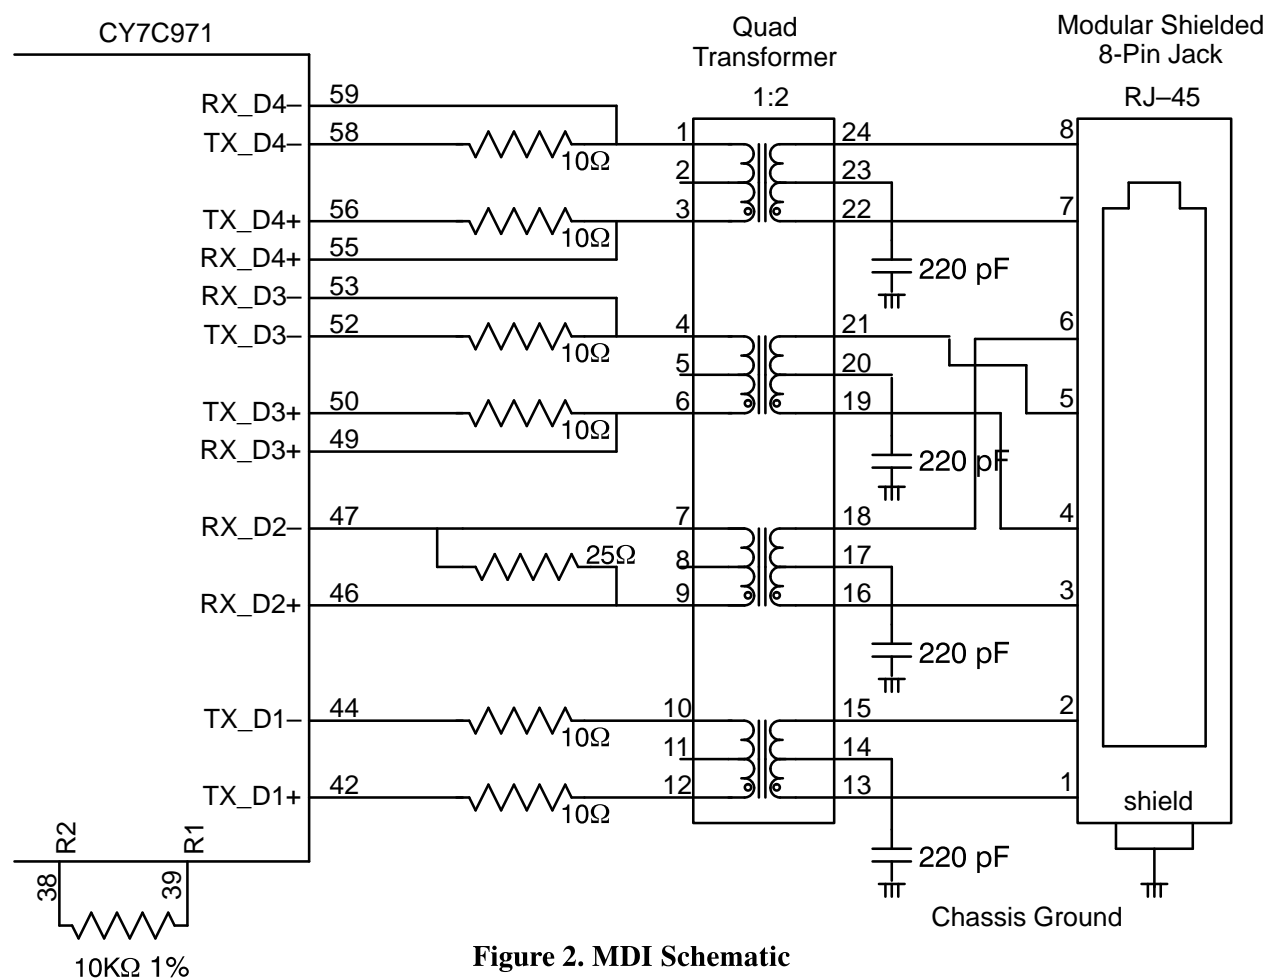 CY7C971
Quad
Transformer
1:2
Modular Shielded
8-Pin Jack
RJ–45
RX_D4– 59
TX_D4– 58 10Ω 1 24 8
2 23
TX_D4+ 56 10Ω 3 22 7
RX_D4+ 55
220 pF
RX_D3– 53
TX_D3– 52 10Ω 4 21 6
5 20
TX_D3+ 50 10Ω 6 19 5
RX_D3+ 49
220 pF
RX_D2– 47 7 18 4
25Ω 8 17
RX_D2+ 46 9 16 3
220 pF
TX_D1– 44 10Ω 10 15 2
11 14
TX_D1+ 42 10Ω 12 13 1
shield
R2 R1
38 39
220 pF
Chassis Ground
10KΩ 1%
Figure 2. MDI Schematic